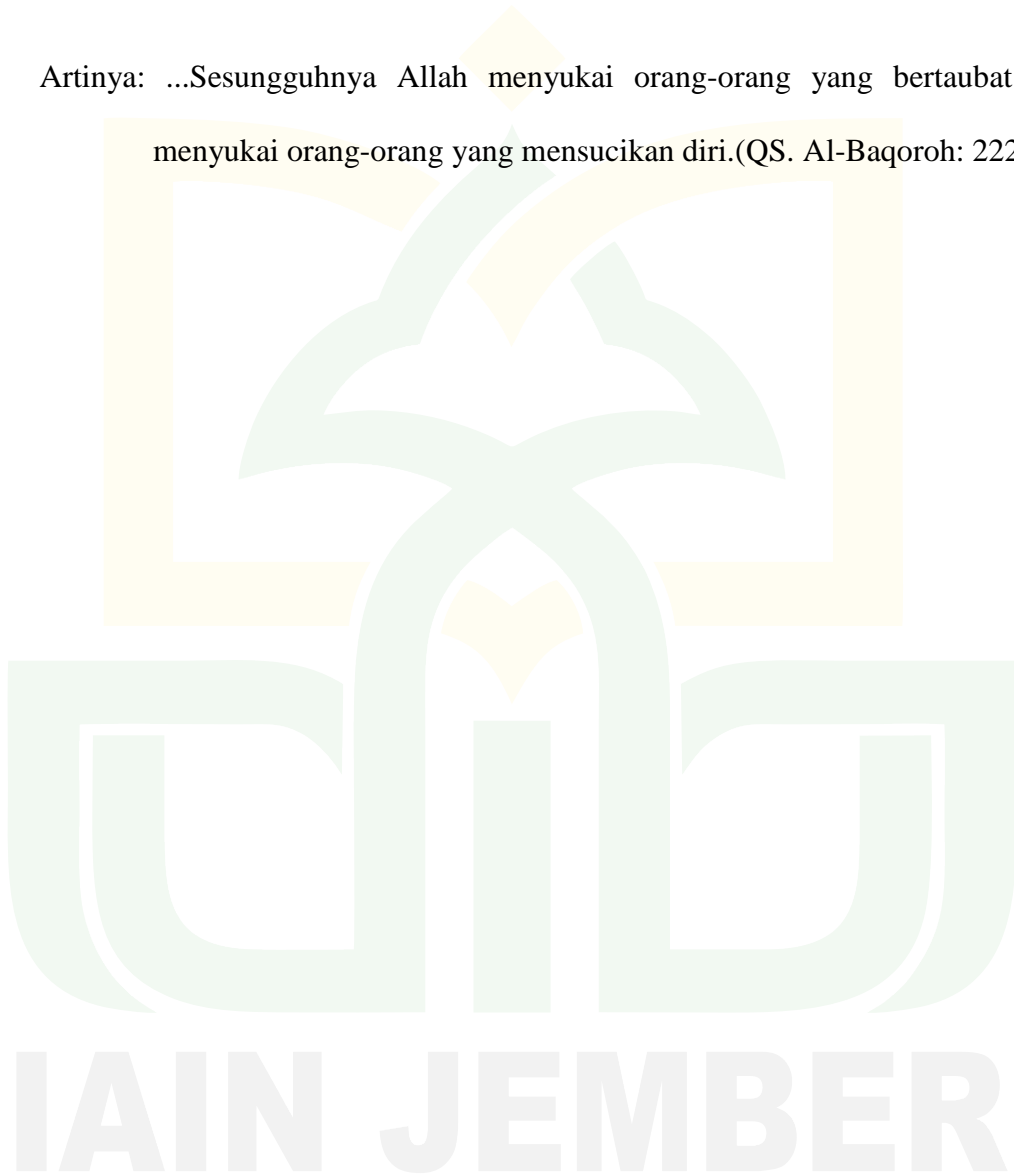 Artinya: ...Sesungguhnya Allah menyukai orang-orang yang bertaubat
menyukai orang-orang yang mensucikan diri.(QS. Al-Baqoroh: 222
IAIN JEMBER